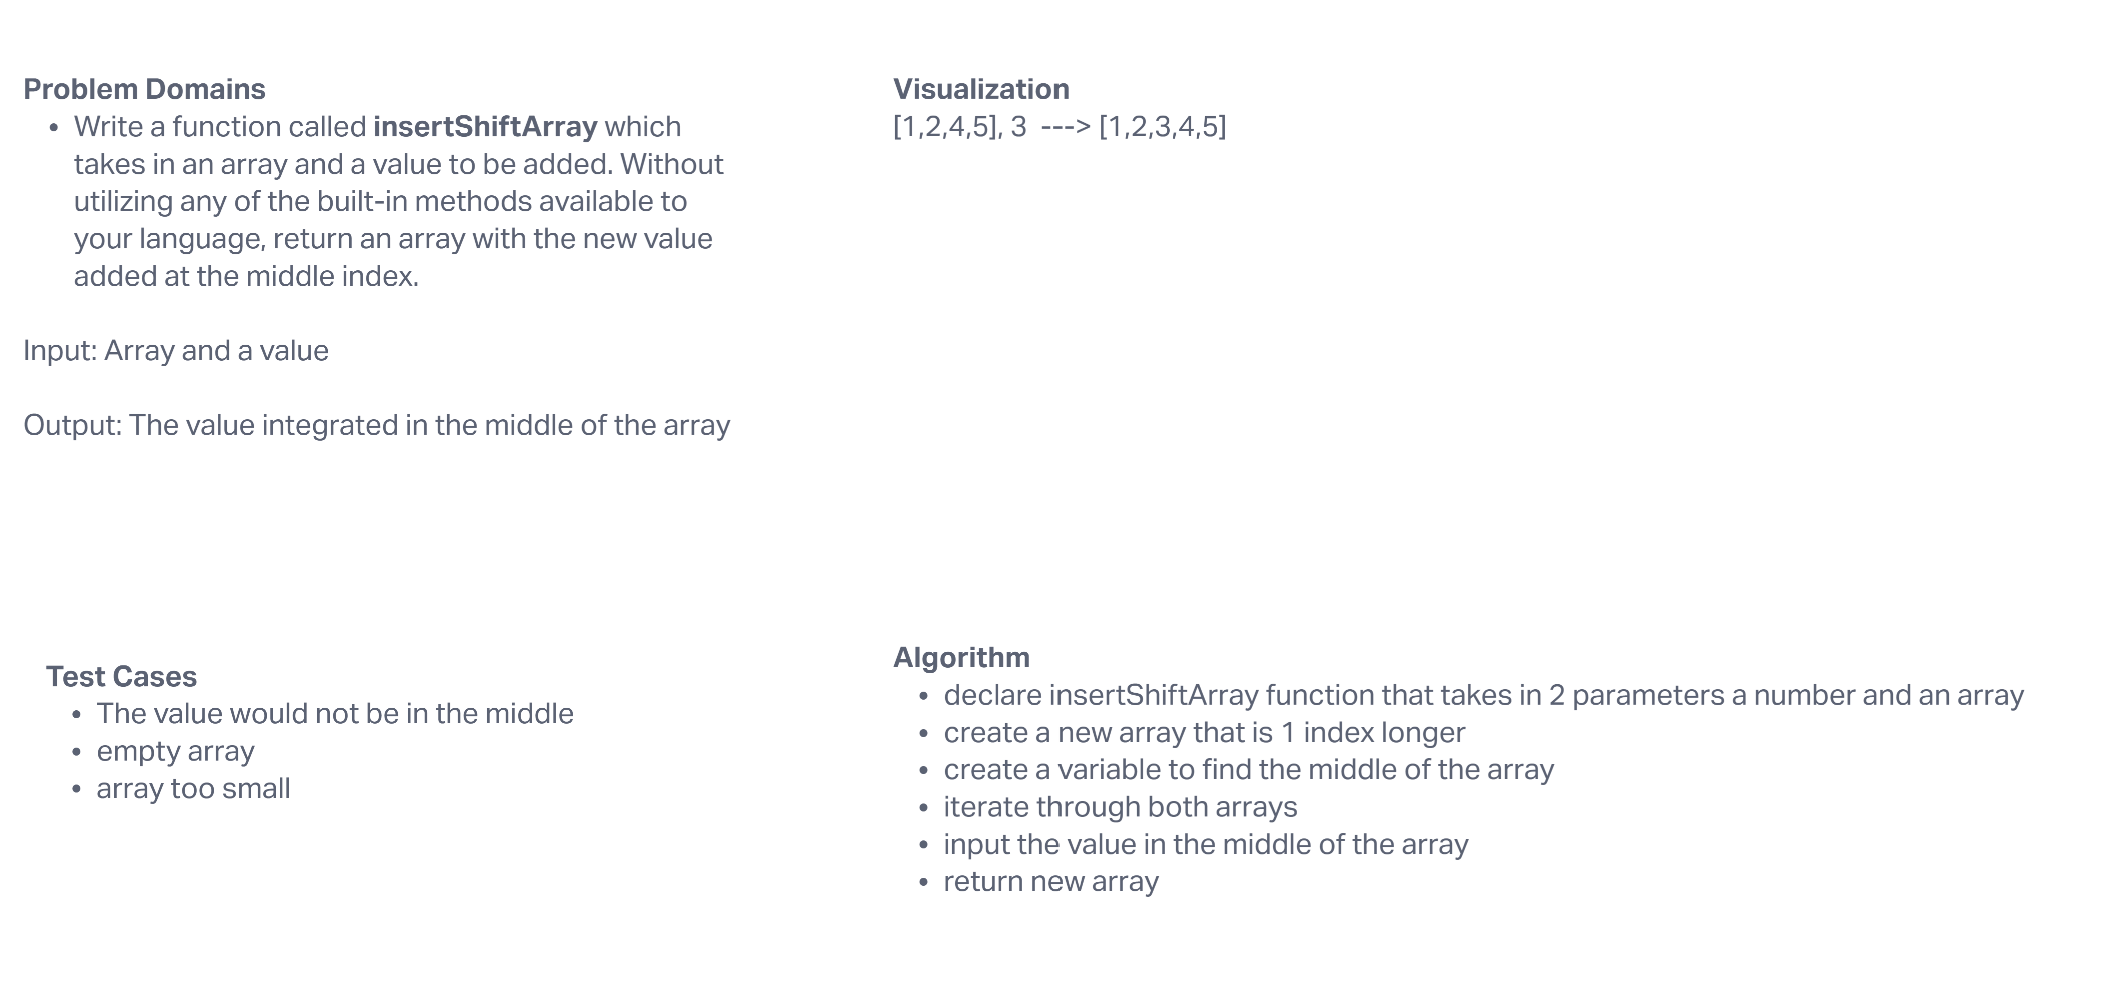 Problem Domains
• Write a function called insertShiftArray which
takes in an array and a value to be added. Without
utilizing any of the built-in methods available to
your language, return an array with the new value
added at the middle index.
Input: Array and a value
Output: The value integrated in the middle of the array
Visualization
[1,2,4,5], 3 ---> [1,2,3,4,5]
Test Cases
• The value would not be in the middle
• empty array
• array too small
Algorithm
• declare insertShiftArray function that takes in 2 parameters a number and an array
• create a new array that is 1 index longer
• create a variable to find the middle of the array
• iterate through both arrays
• input the value in the middle of the array
• return new array